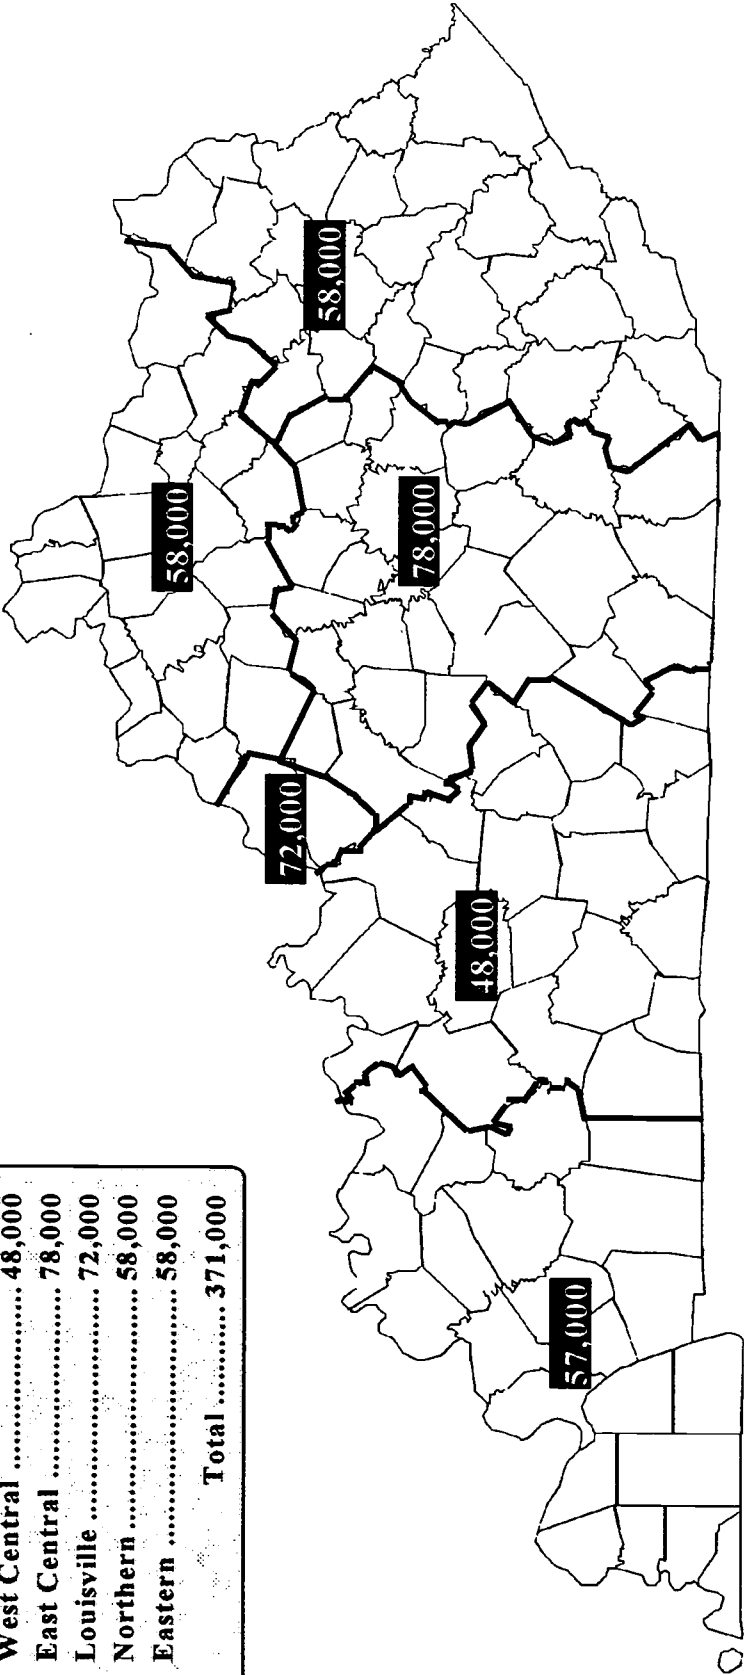 West Central ........................ 48,000
East Central ........................ 78,000
Louisville ........................ 72,000
Northern ........................ 58,000
Eastern ........................ 58,000
Total ............ 371,000
58,000
58,000
72,000
78,000
48,000
57,000